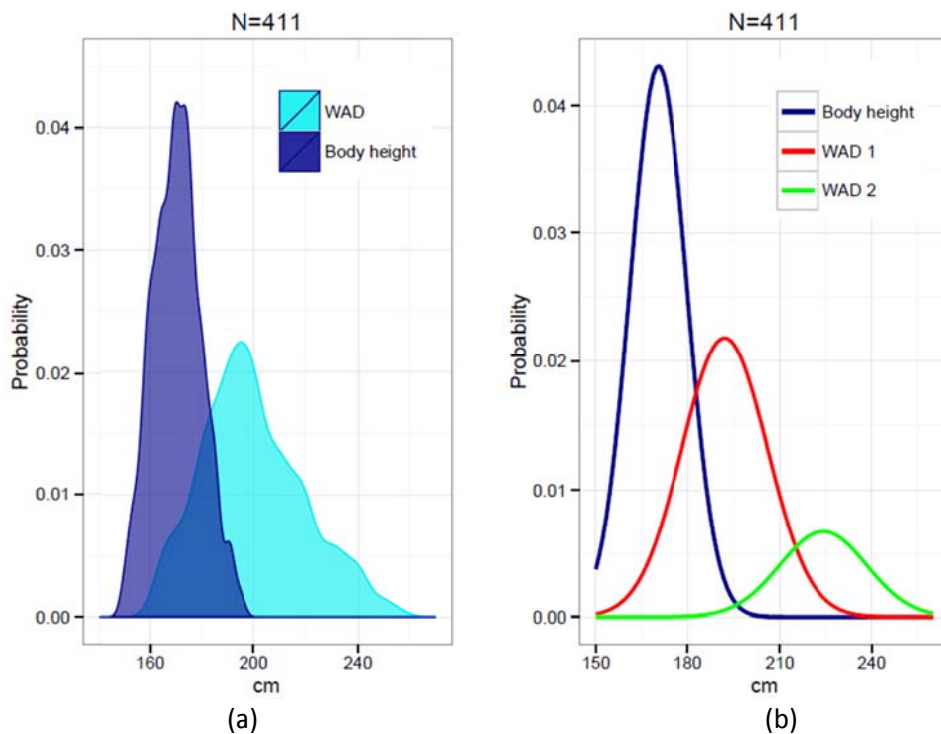 N=411
WAD
Body height
0.04
0.03
0.02
0.01
0.00
Probability
160
200
240
cm
(a)
N=411
Body height
WAD 1
WAD 2
0.04
0.03
0.02
0.01
0.00
Probability
150
180
210
240
cm
(b)